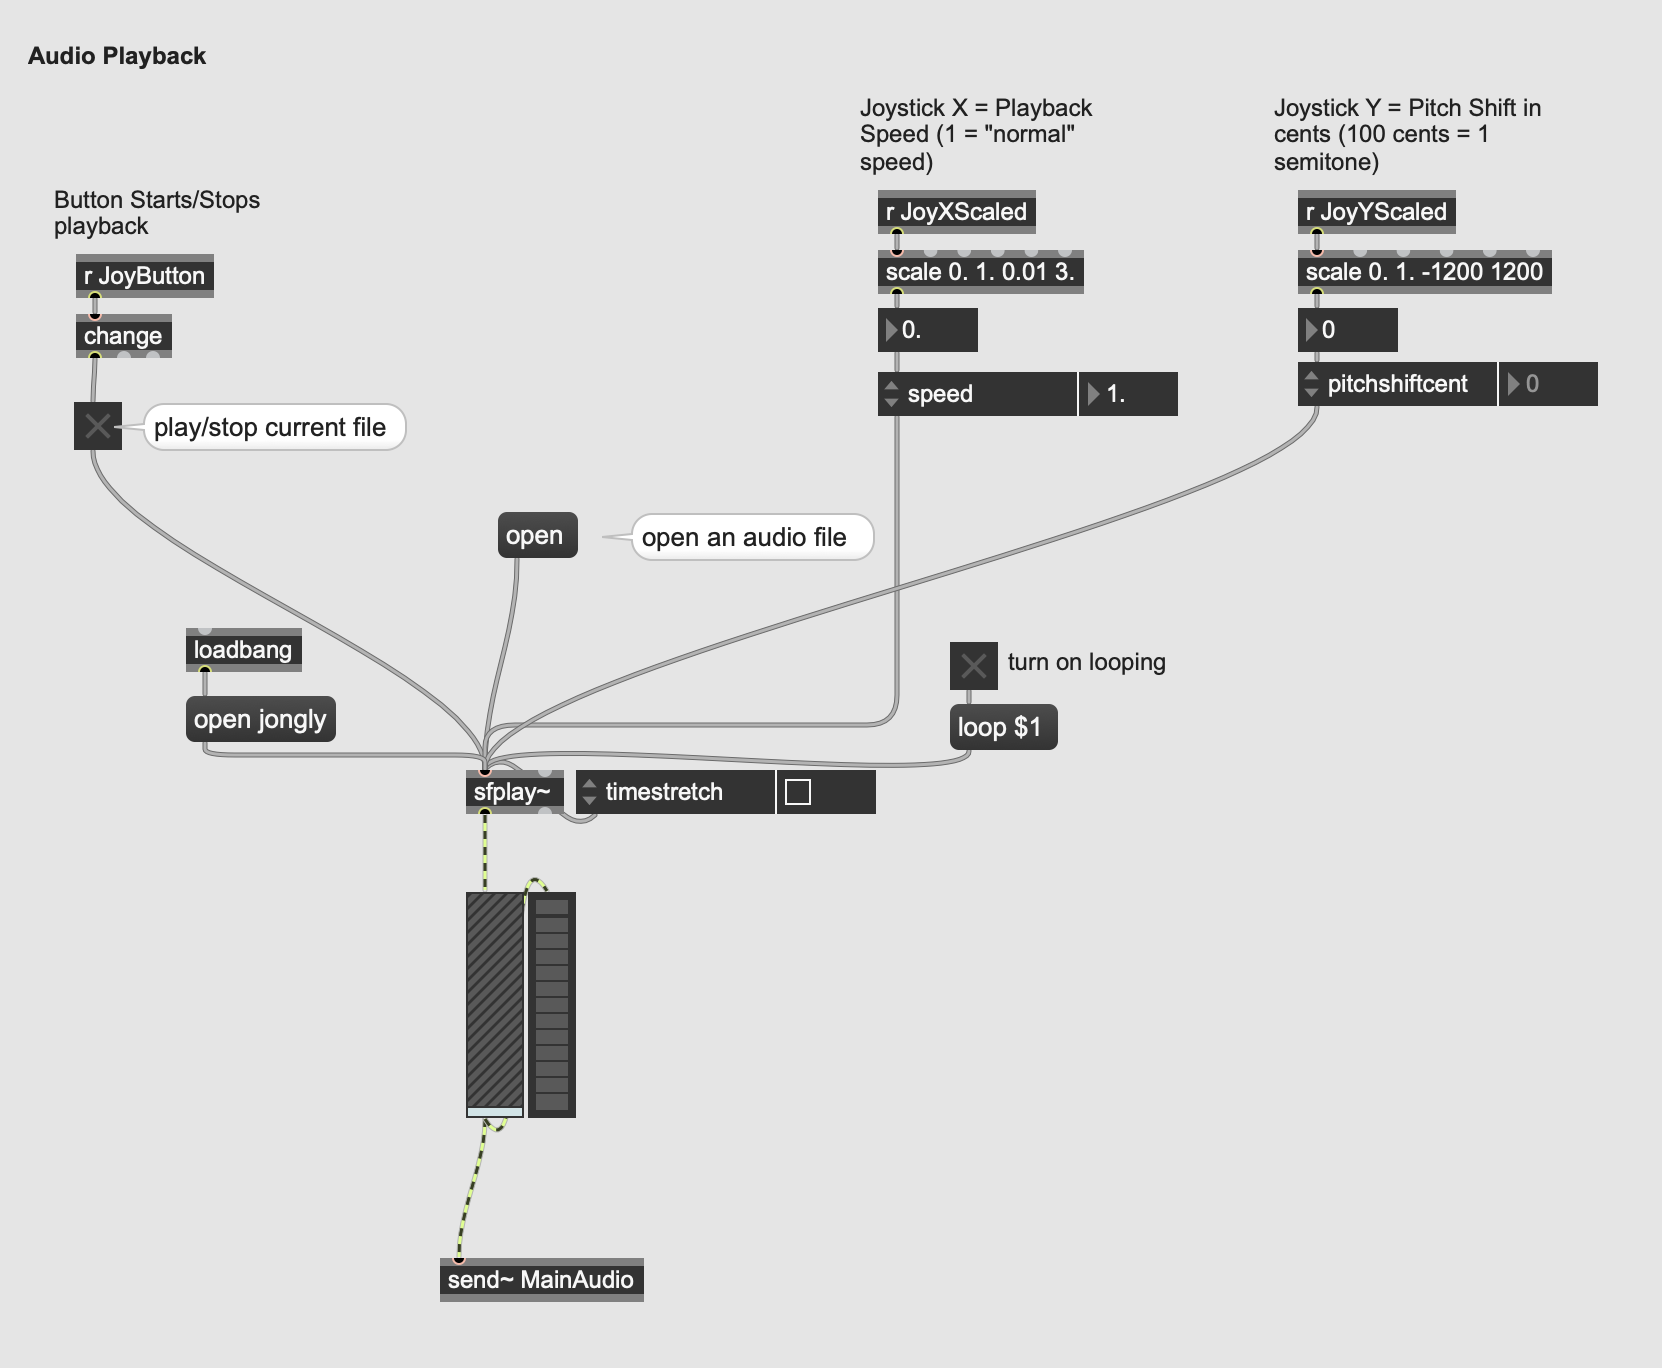 Audio Playback
Joystick X = Playback
Speed (1 = "normal"
speed)
Joystick Y = Pitch Shift in
cents (100 cents = 1
semitone)
Button Starts/Stops
playback
r JoyButton
change
play/stop current file
r JoyXScaled
scale 0. 1. 0.01 3.
0.
speed
1.
r JoyYScaled
scale 0. 1. -1200 1200
0
pitchshiftcent
0
open
open an audio file
loadbang
open jongly
turn on looping
loop $1
sfplay~
timestretch
send~ MainAudio